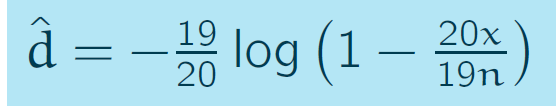 d̂ = −19/20 log (1 − 20x/19n)